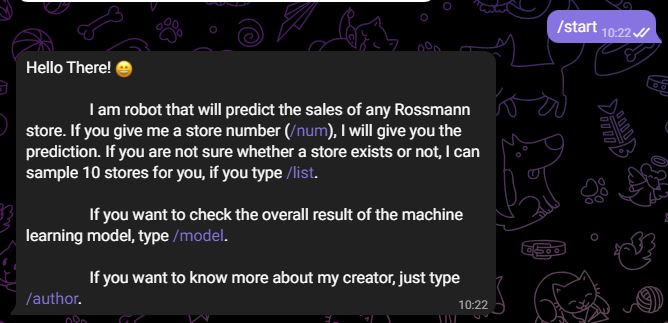 /start 10:22
Hello There! 😄
I am robot that will predict the sales of any Rossmann
store. If you give me a store number (/num), I will give you the
prediction. If you are not sure whether a store exists or not, I can
sample 10 stores for you, if you type /list.
If you want to check the overall result of the machine
learning model, type /model.
If you want to know more about my creator, just type
/author.
10:22